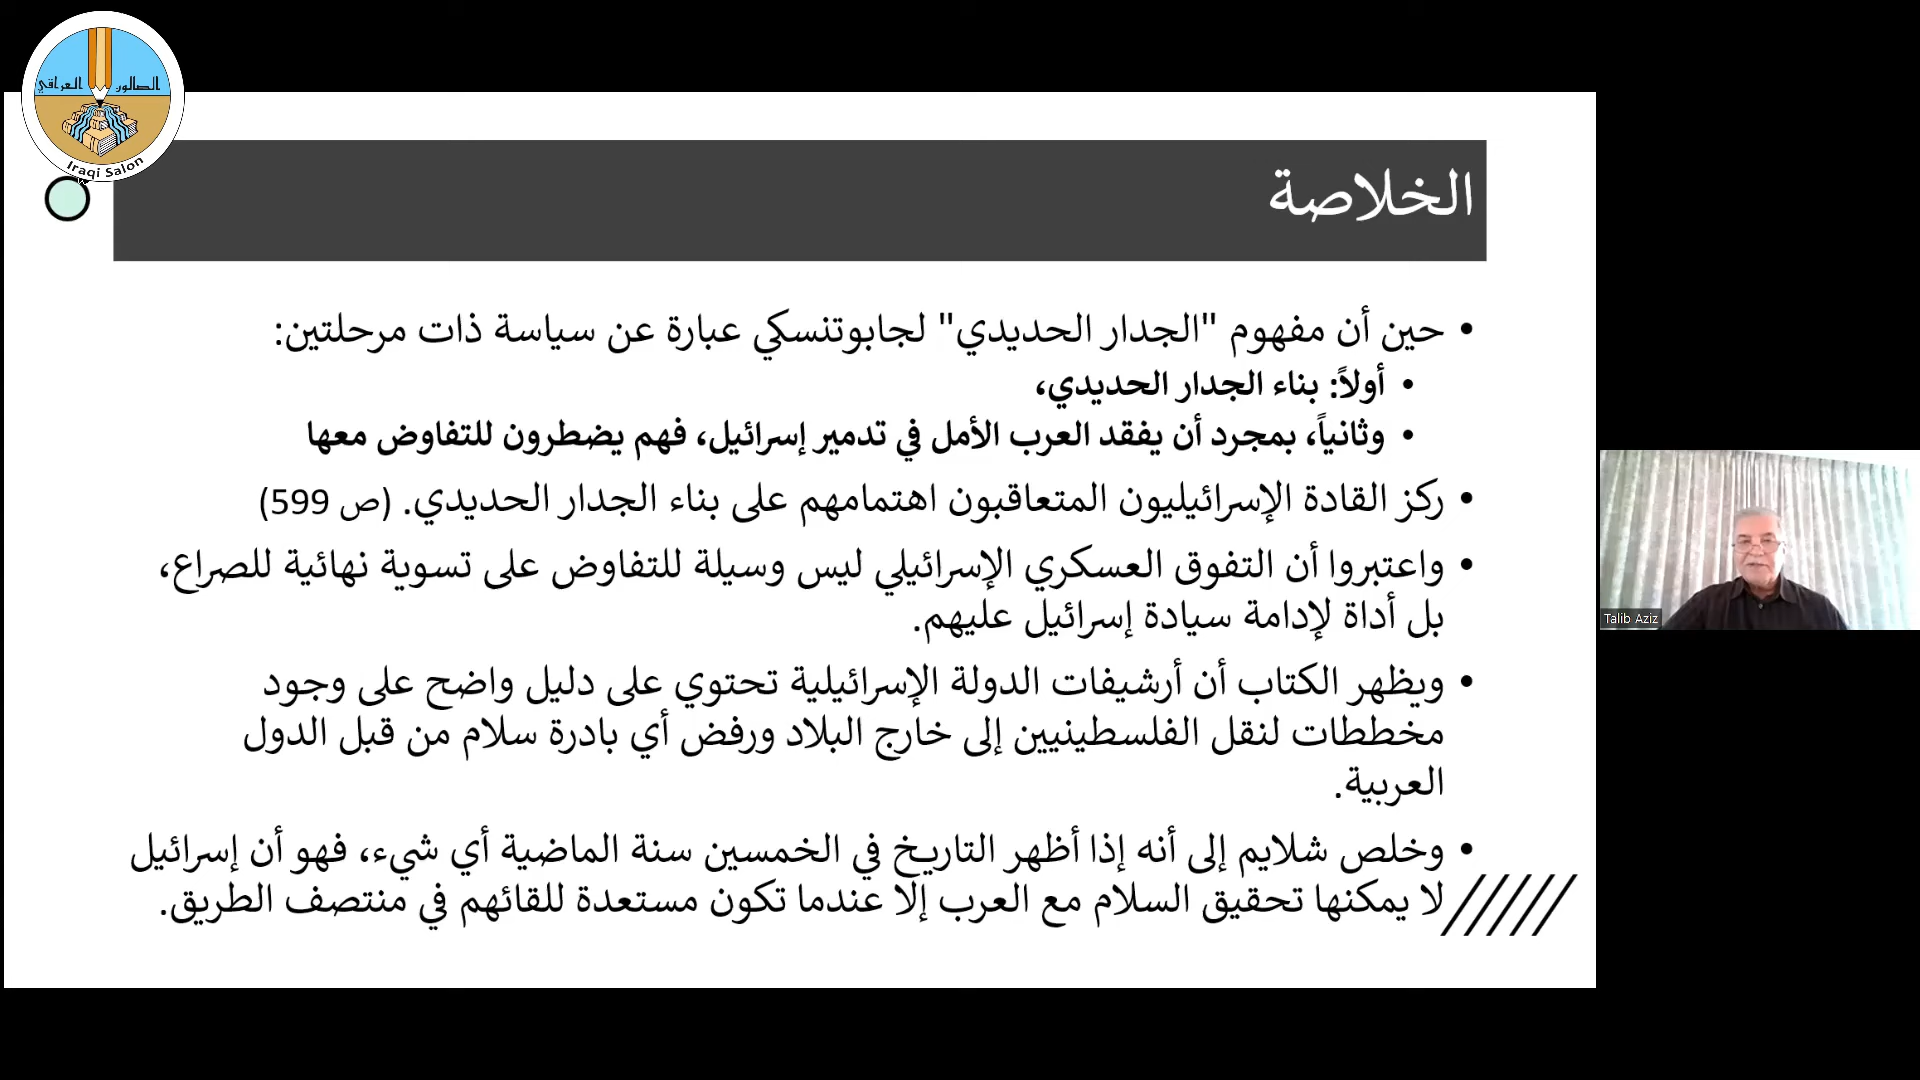 الصالون العراقي
Iraqi Salon
الخلاصة
• حين أن مفهوم "الجدار الحديدي" لجابوتنسكي عبارة عن سياسة ذات مرحلتين:
• أولاً: بناء الجدار الحديدي،
• وثانياً، بمجرد أن يفقد العرب الأمل في تدمير إسرائيل، فهم يضطرون للتفاوض معها
• ركز القادة الإسرائيليون المتعاقبون اهتمامهم على بناء الجدار الحديدي. (ص 599)
• واعتبروا أن التفوق العسكري الإسرائيلي ليس وسيلة للتفاوض على تسوية نهائية للصراع،
بل أداة لإدامة سيادة إسرائيل عليهم.
• ويظهر الكتاب أن أرشيفات الدولة الإسرائيلية تحتوي على دليل واضح على وجود
مخططات لنقل الفلسطينيين إلى خارج البلاد ورفض أي بادرة سلام من قبل الدول
العربية.
• وخلص شلايم إلى أنه إذا أظهر التاريخ في الخمسين سنة الماضية أي شيء، فهو أن إسرائيل
لا يمكنها تحقيق السلام مع العرب إلا عندما تكون مستعدة للقائهم في منتصف الطريق.
Talib Aziz